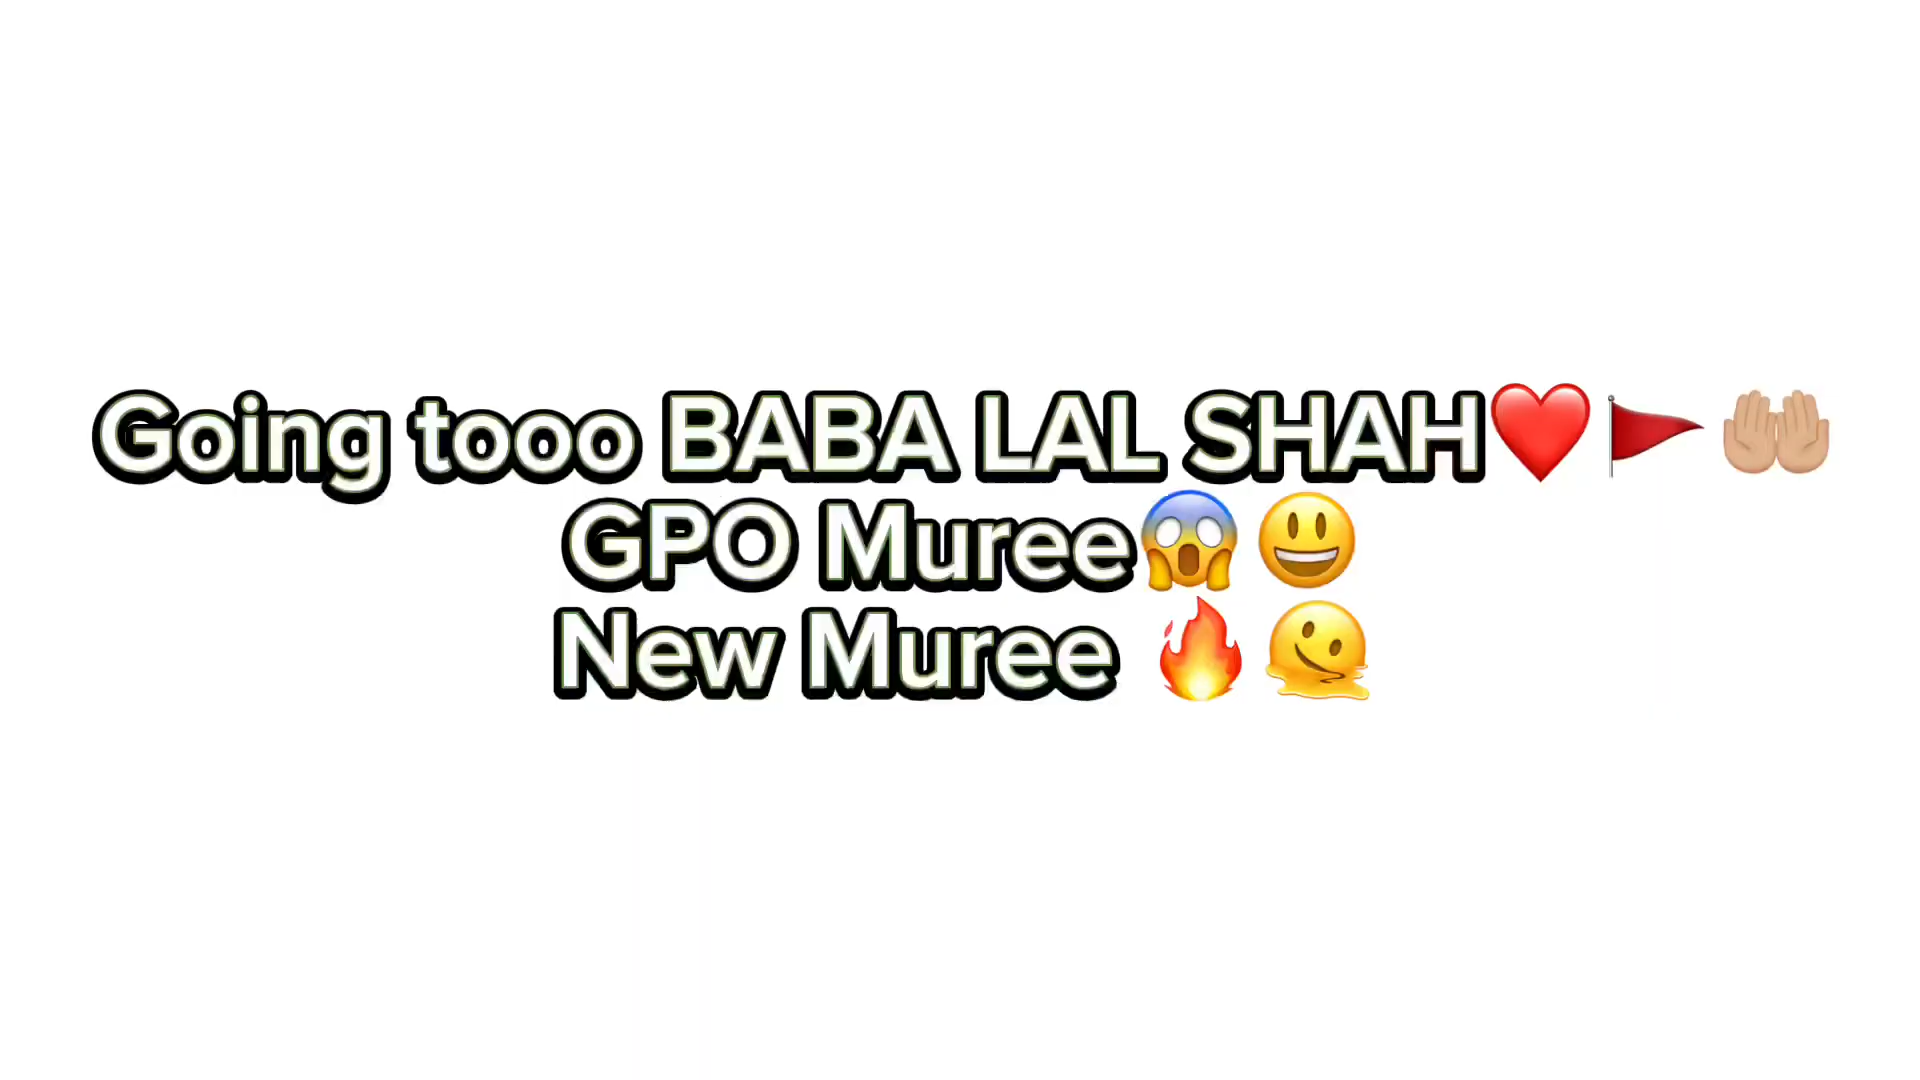 Going tooo BABA LAL SHAH❤️🚩🤲🏼
GPO Muree😱😃
New Muree 🔥🫠